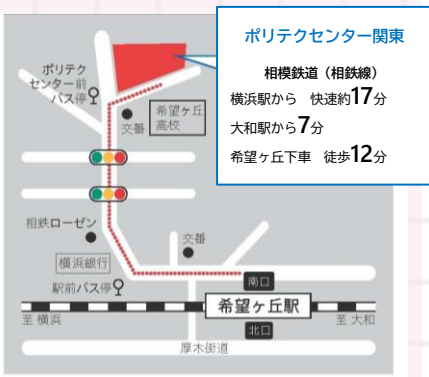 ポリテクセンター関東
相模鉄道（相鉄線）
横浜駅から　快速約17分
大和駅から7分
希望ヶ丘下車　徒歩12分
ポリテク
センター前
バス停
交番
希望ヶ丘
高校
相鉄ローゼン
横浜銀行
駅前バス停
交番
南口
希望ヶ丘駅
北口
至 横浜
至 大和
厚木街道